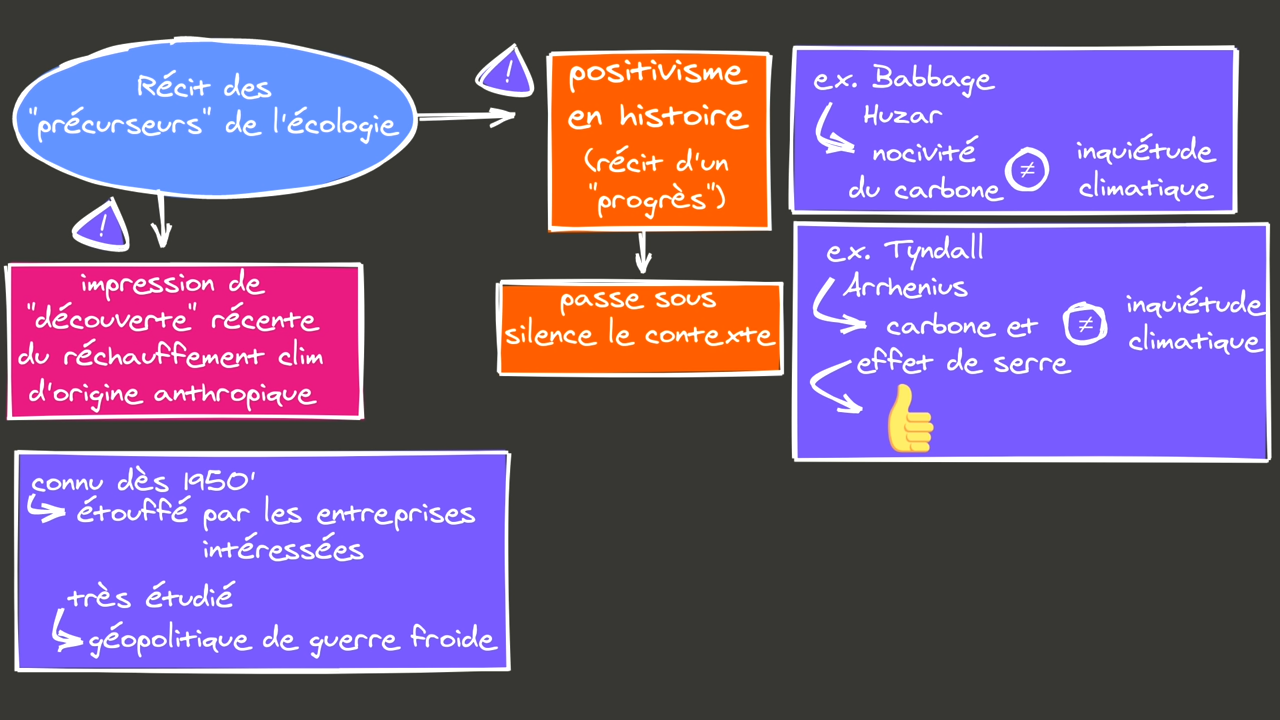 Récit des
"précurseurs" de l'écologie
!
positivisme
en histoire
(récit d'un
"progrès")
passe sous
silence le contexte
!
impression de
"découverte" récente
du réchauffement clim
d'origine anthropique
connu dès 1950'
étouffé par les entreprises
intéressées
très étudié
géopolitique de guerre froide
ex. Babbage
Huzar
nocivité
du carbone
≠
inquiétude
climatique
ex. Tyndall
Arrhenius
carbone et
effet de serre
≠
inquiétude
climatique